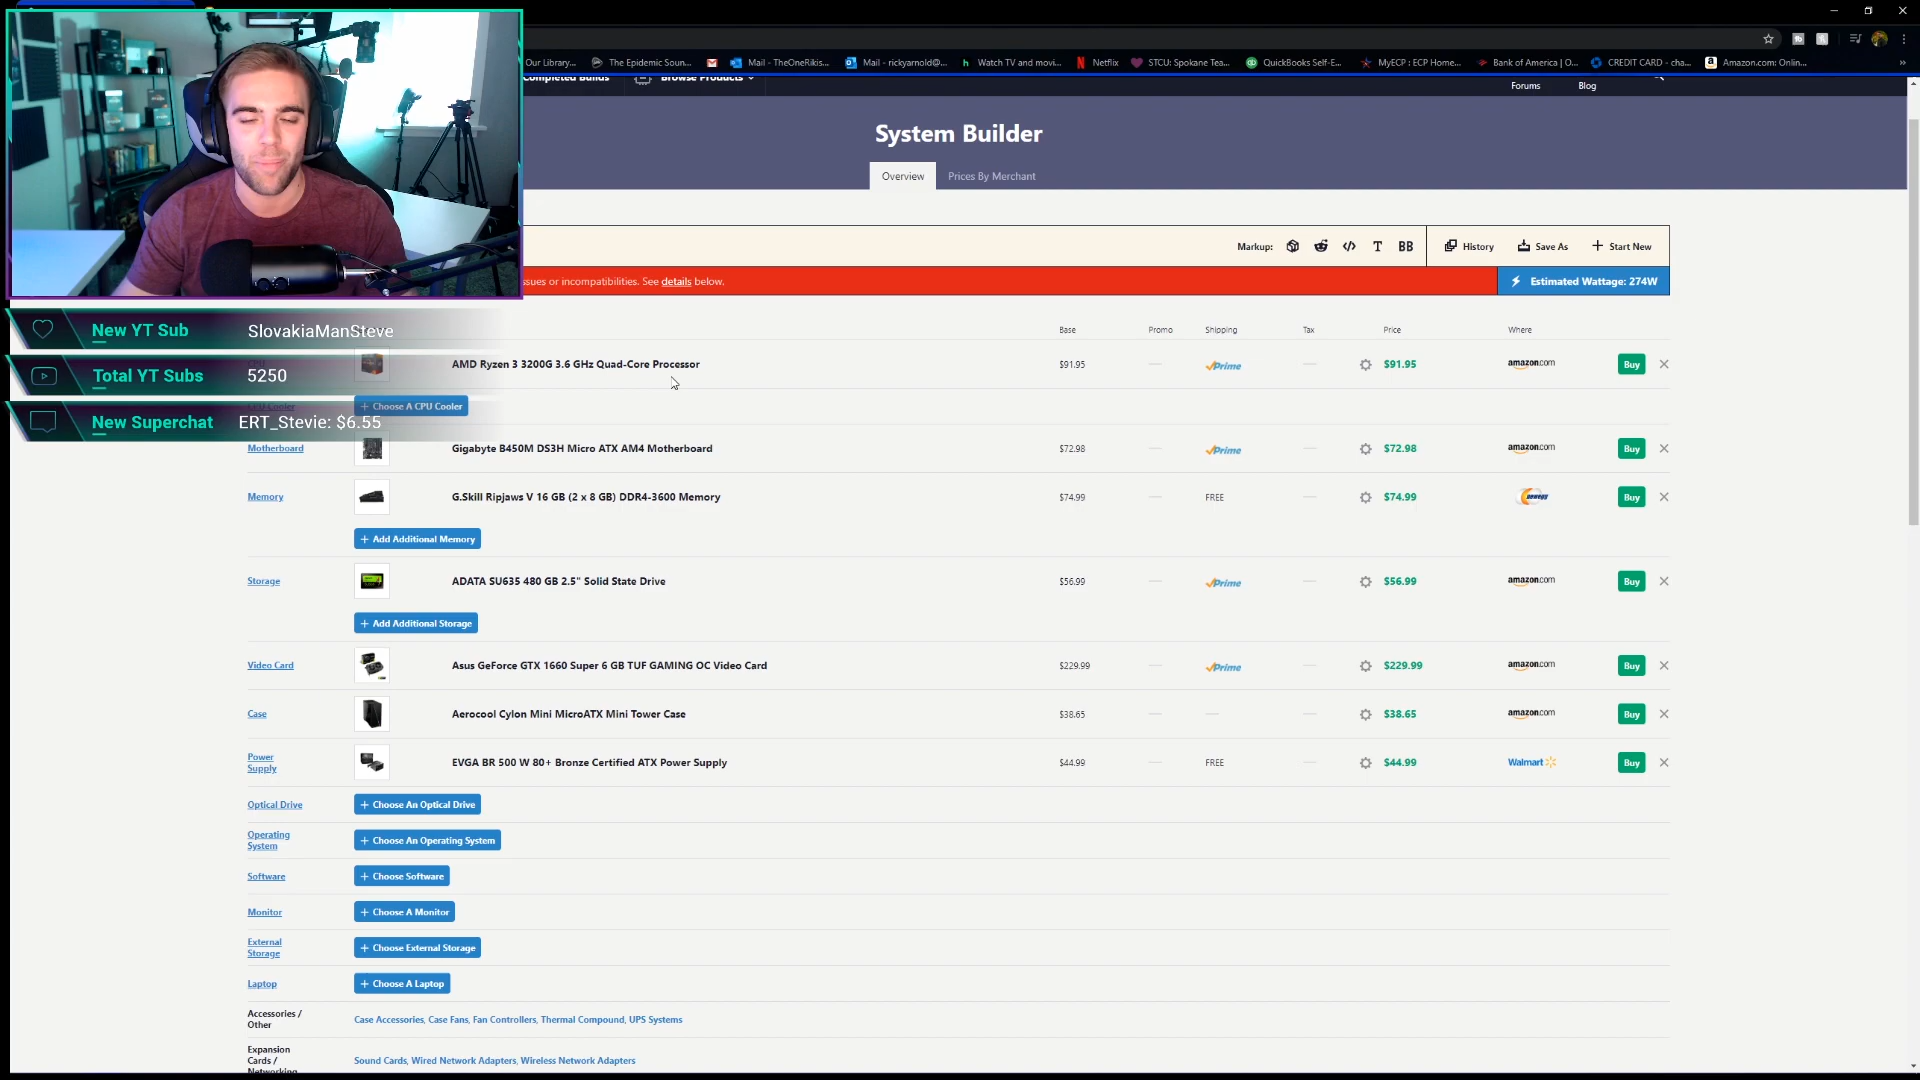 Our Library...
The Epidemic Soun...
Mail - TheOneRikis...
Mail - rickyarnold@...
h Watch TV and movi...
Netflix
STCU: Spokane Tea...
QuickBooks Self-E...
MyECP : ECP Home...
Bank of America | O...
CREDIT CARD - cha...
Amazon.com: Onlin...
Completed Builds
Browse Products
Forums
Blog
System Builder
Overview Prices By Merchant
Markup: T BB History Save As + Start New
ssues or incompatibilities. See details below.
Estimated Wattage: 274W
New YT Sub SlovakiaManSteve
Total YT Subs 5250
New Superchat ERT_Stevie: $6.55
Base Promo Shipping Tax Price Where
AMD Ryzen 3 3200G 3.6 GHz Quad-Core Processor $91.95 Prime $91.95 amazon.com Buy
CPU Cooler + Choose A CPU Cooler
Motherboard Gigabyte B450M DS3H Micro ATX AM4 Motherboard $72.98 Prime $72.98 amazon.com Buy
Memory G.Skill Ripjaws V 16 GB (2 x 8 GB) DDR4-3600 Memory $74.99 FREE $74.99 newegg Buy
+ Add Additional Memory
Storage ADATA SU635 480 GB 2.5" Solid State Drive $56.99 Prime $56.99 amazon.com Buy
+ Add Additional Storage
Video Card Asus GeForce GTX 1660 Super 6 GB TUF GAMING OC Video Card $229.99 Prime $229.99 amazon.com Buy
Case Aerocool Cylon Mini MicroATX Mini Tower Case $38.65 $38.65 amazon.com Buy
Power Supply EVGA BR 500 W 80+ Bronze Certified ATX Power Supply $44.99 FREE $44.99 Walmart Buy
Optical Drive + Choose An Optical Drive
Operating System + Choose An Operating System
Software + Choose Software
Monitor + Choose A Monitor
External Storage + Choose External Storage
Laptop + Choose A Laptop
Accessories / Other Case Accessories, Case Fans, Fan Controllers, Thermal Compound, UPS Systems
Expansion Cards / Networking Sound Cards, Wired Network Adapters, Wireless Network Adapters